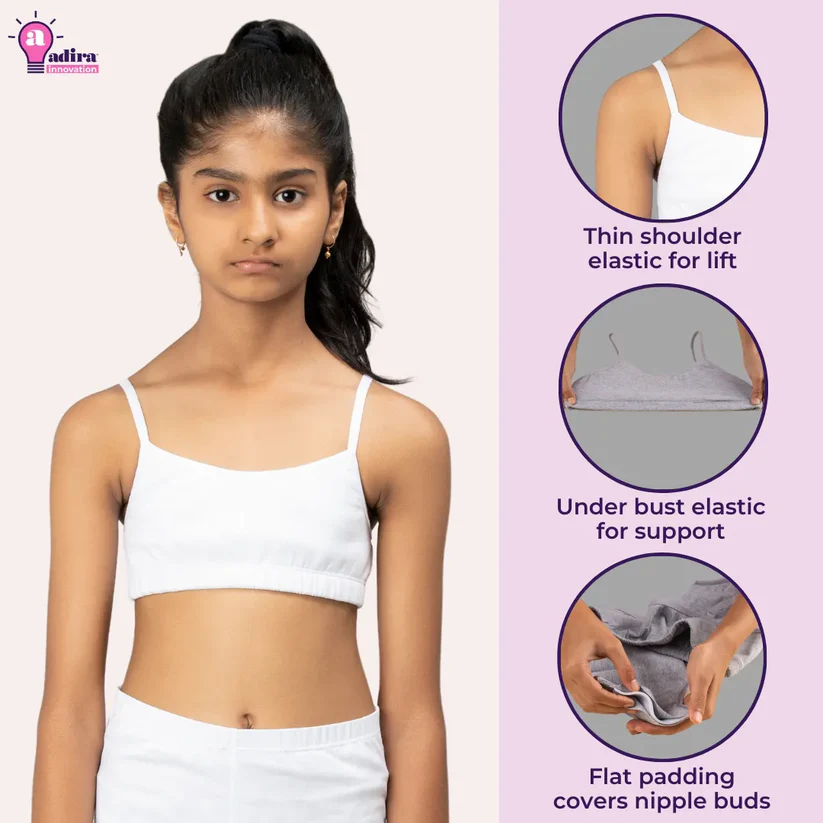 a
adira
innovation
Thin shoulder
elastic for lift
Under bust elastic
for support
Flat padding
covers nipple buds